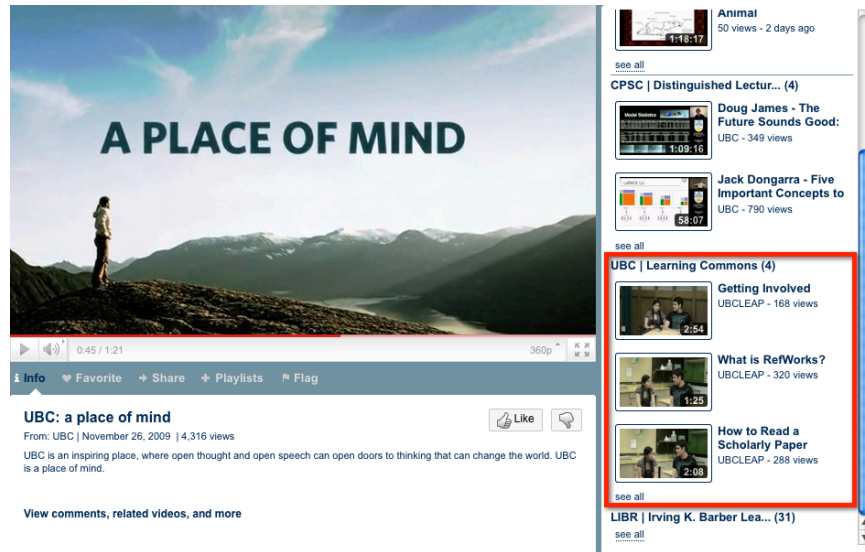 A PLACE OF MIND
0:45 / 1:21
360p
Info
Favorite
Share
Playlists
Flag
UBC: a place of mind
Like
From: UBC | November 26, 2009 | 4,316 views
UBC is an inspiring place, where open thought and open speech can open doors to thinking that can change the world. UBC
is a place of mind.
View comments, related videos, and more
Animal
50 views - 2 days ago
1:18:17
see all
CPSC | Distinguished Lectur... (4)
Doug James - The
Future Sounds Good:
UBC - 349 views
Model Statistics
1:09:16
Jack Dongarra - Five
Important Concepts to
UBC - 790 views
58:07
see all
UBC | Learning Commons (4)
Getting Involved
UBCLEAP - 168 views
2:54
What is RefWorks?
UBCLEAP - 320 views
1:25
How to Read a
Scholarly Paper
UBCLEAP - 288 views
2:08
see all
LIBR | Irving K. Barber Lea... (31)
see all